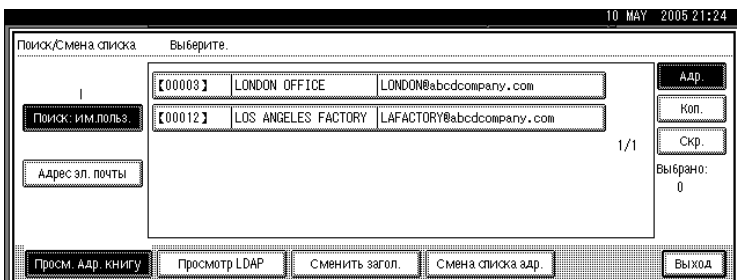 10 MAY 2005 21:24
Поиск/Смена списка Выберите.
【00003】 LONDON OFFICE LONDON@abcdcompany.com Адр.
Поиск: им.польз. 【00012】 LOS ANGELES FACTORY LAFACTORY@abcdcompany.com Коп.
1/1 Скр.
Адрес эл. почты Выбрано:
0
Просм. Адр. книгу Просмотр LDAP Сменить загол. Смена списка адр. Выход